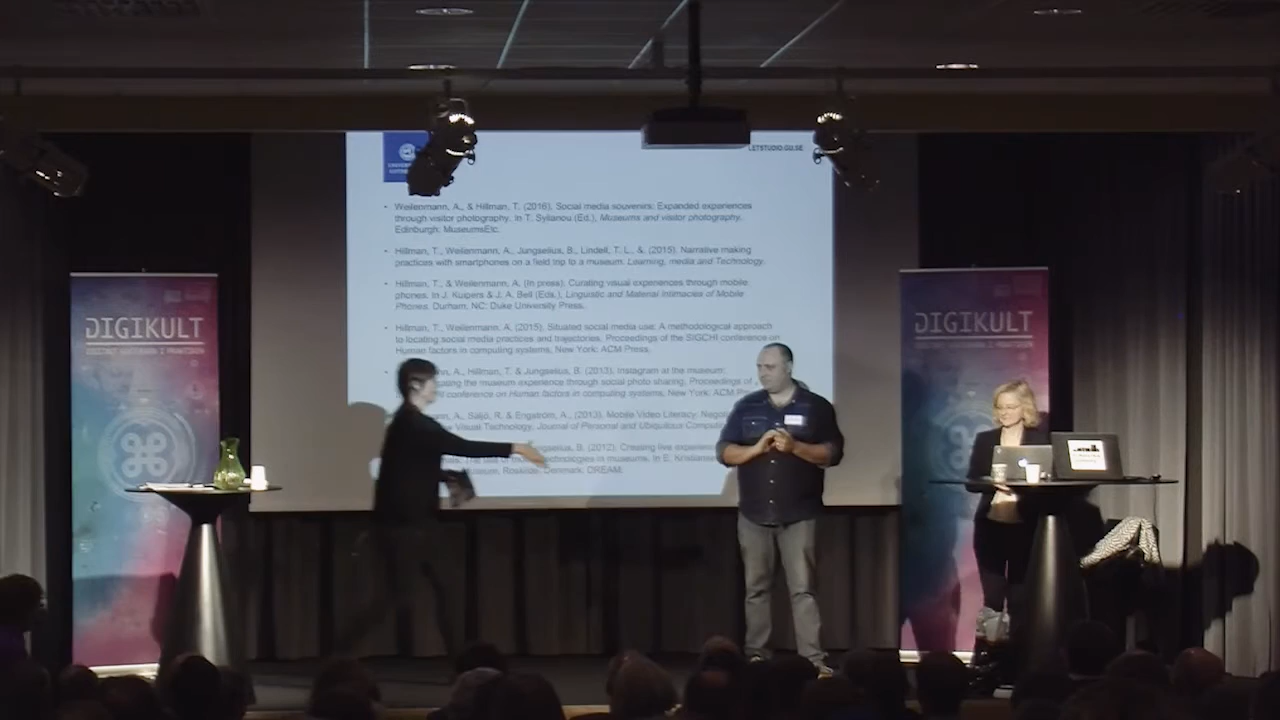 LETSTUDIO.GU.SE
• Weilenmann, A., & Hillman, T. (2016), Social media souvenirs: Expanded experiences
through visitor photography. In T. Sylianou (Ed.), Museums and visitor photography.
Edinburgh: MuseumsEtc.
• Hillman, T., Weilenmann, A., Jungselius, B., Lindell, T. L., &. (2015). Narrative making
practices with smartphones on a field trip to a museum. Learning, media and Technology.
• Hillman, T., & Weilenmann, A. (In press). Curating visual experiences through mobile
phones. In J. Kuipers & J. A. Bell (Eds.), Linguistic and Material Intimacies of Mobile
Phones. Durham, NC: Duke University Press.
• Hillman, T., Weilenmann, A. (2015). Situated social media use: A methodological approach
to locating social media practices and trajectories. Proceedings of the SIGCHI conference on
Human factors in computing systems, New York: ACM Press.
nn, A., Hillman, T. & Jungselius, B. (2013). Instagram at the museum:
the museum experience through social photo sharing. Proceedings of
conference on Human factors in computing systems, New York: ACM
nn, A., Säljö, R. & Engström, A., (2013). Mobile Video Literacy:
Visual Technology, Journal of Personal and Ubiquitous
B. (2012). Creating live
technologies in museums. In E.
Museum, Roskilde, Denmark: DREAM.
DIGIKULT
DIGIKULT